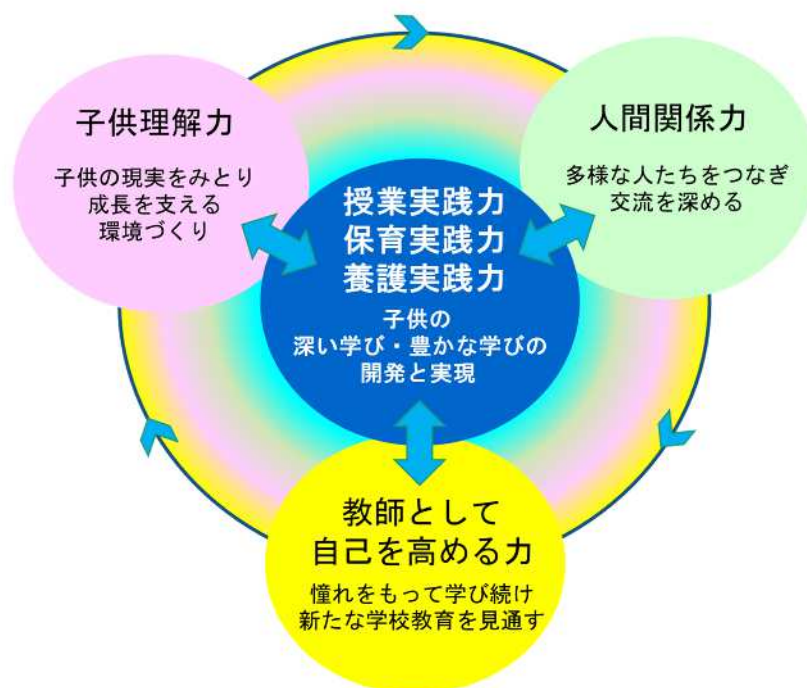 子供理解力
子供の現実をみとり
成長を支える
環境づくり
人間関係力
多様な人たちをつなぎ
交流を深める
授業実践力
保育実践力
養護実践力
子供の
深い学び・豊かな学びの
開発と実現
教師として
自己を高める力
憧れをもって学び続け
新たな学校教育を見通す